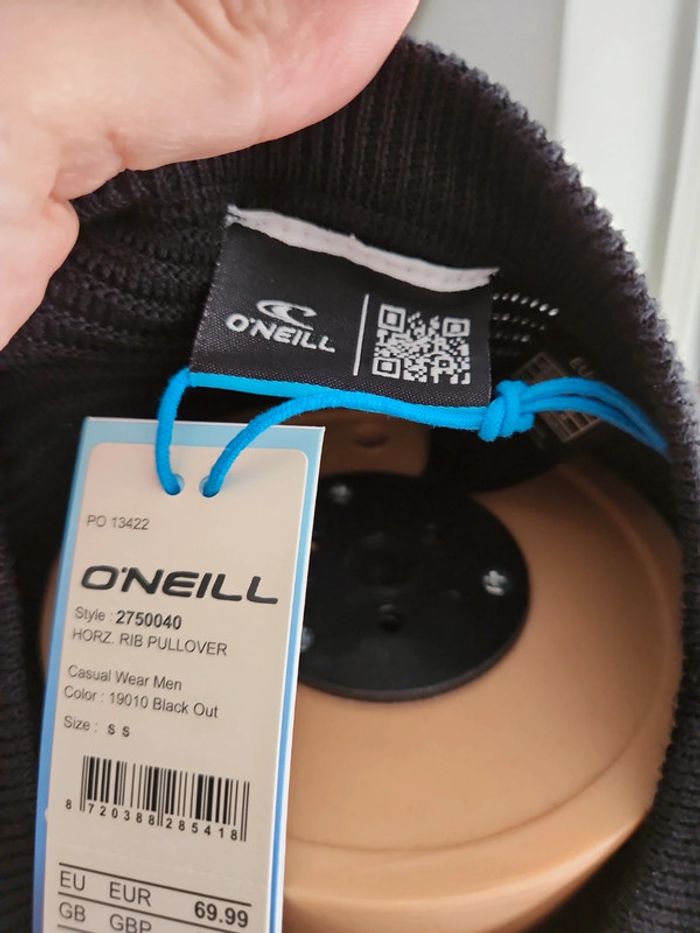 O'NEILL
EU
PO 13422
O'NEILL
Style : 2750040
HORZ. RIB PULLOVER
Casual Wear Men
Color : 19010 Black Out
Size : S S
8 720388 285418
EU EUR 69.99
GB GBP